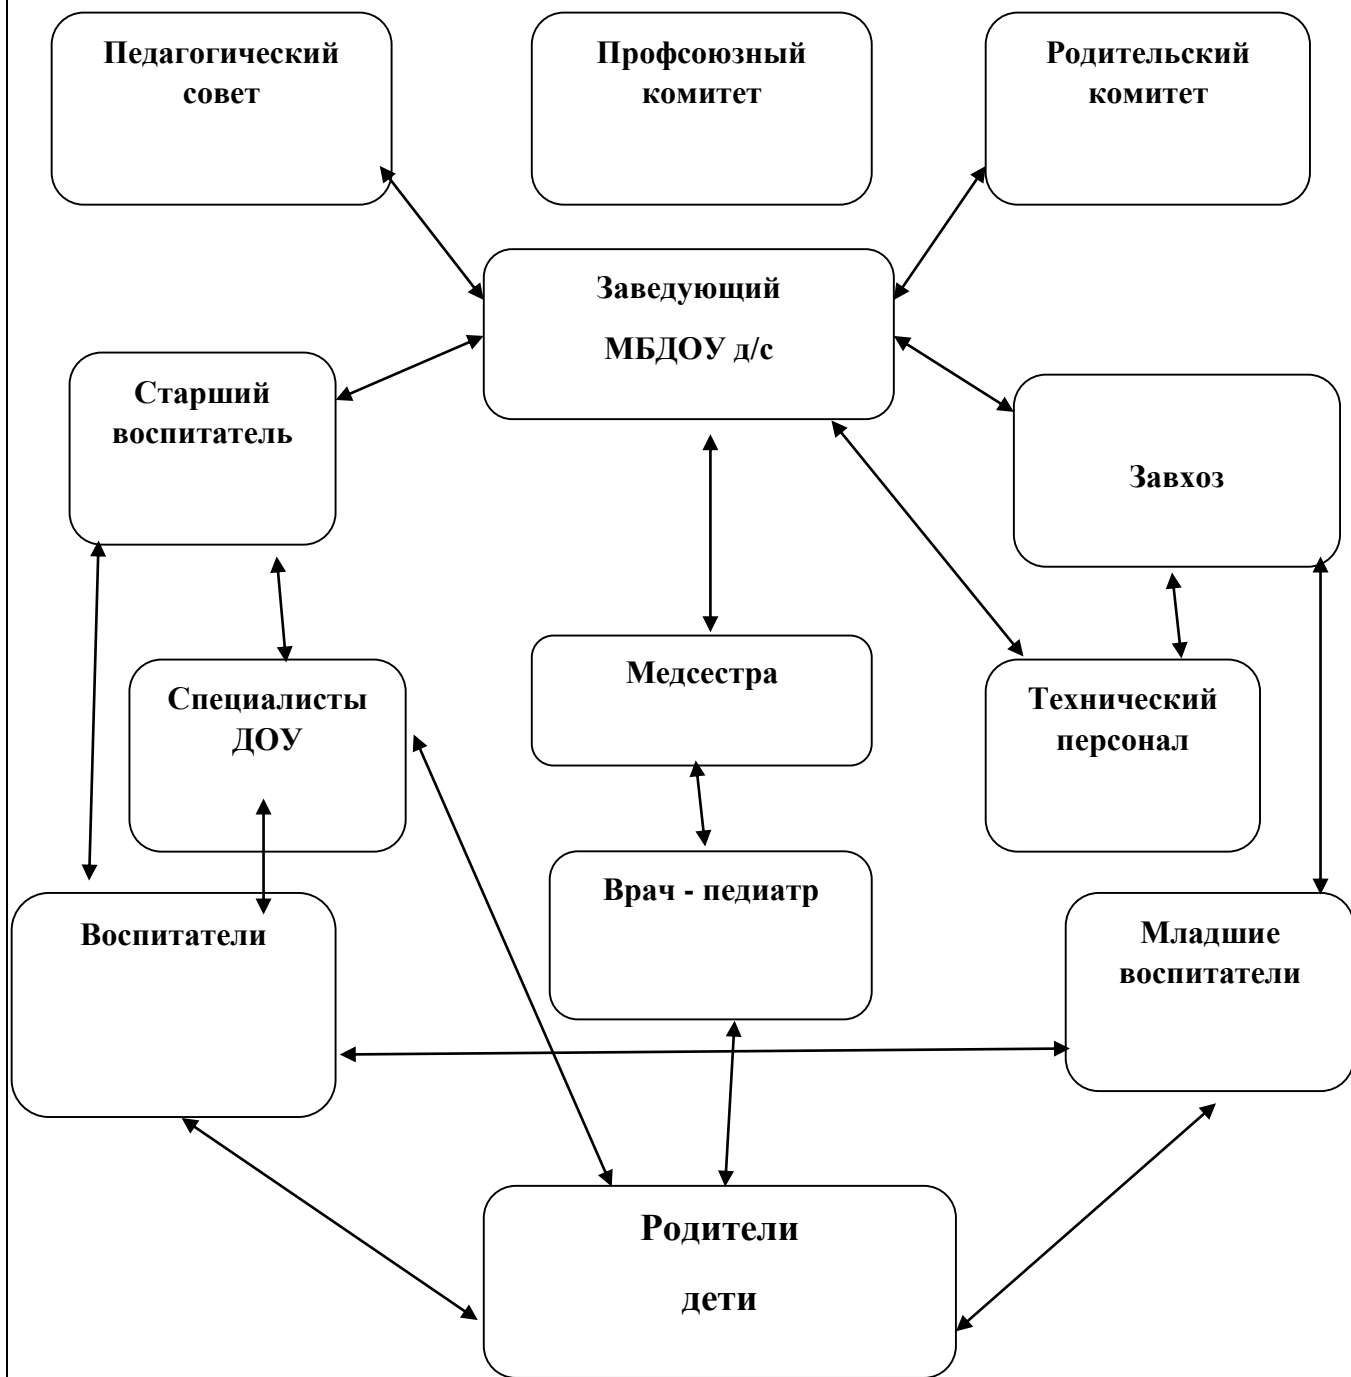 Педагогический
совет
Профсоюзный
комитет
Родительский
комитет
Заведующий
МБДОУ д/с
Старший
воспитатель
Завхоз
Специалисты
ДОУ
Медсестра
Технический
персонал
Врач - педиатр
Воспитатели
Младшие
воспитатели
Родители
дети